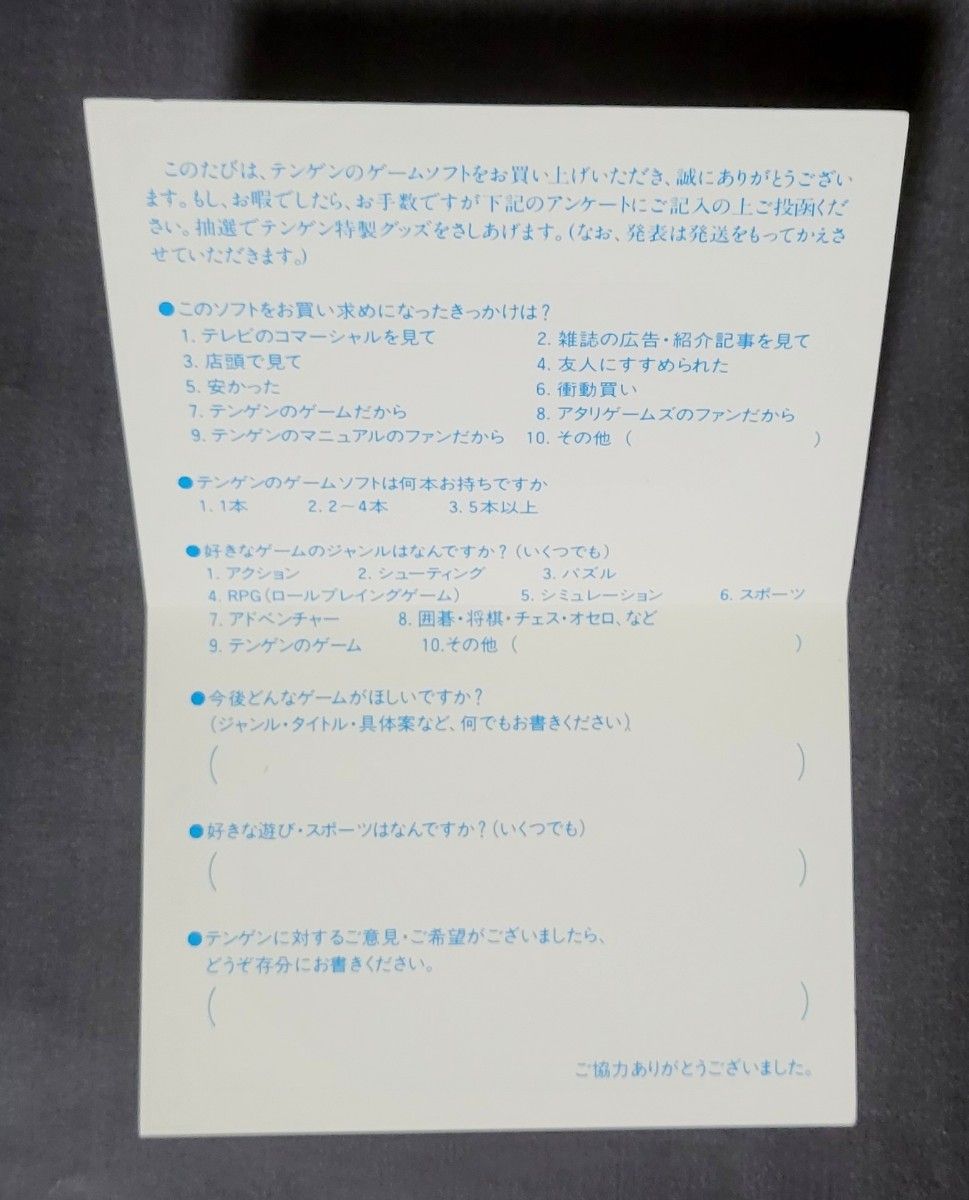 このたびは、テンゲンのゲームソフトをお買い上げいただき、誠にありがとうござい
ます。もし、お暇でしたら、お手数ですが下記のアンケートにご記入の上ご投函くだ
さい。抽選でテンゲン特製グッズをさしあげます。(なお、発表は発送をもってかえさ
せていただきます。)
●このソフトをお買い求めになったきっかけは?
1. テレビのコマーシャルを見て 2. 雑誌の広告・紹介記事を見て
3. 店頭で見て 4. 友人にすすめられた
5. 安かった 6. 衝動買い
7. テンゲンのゲームだから 8. アタリゲームズのファンだから
9. テンゲンのマニュアルのファンだから 10. その他 ( )
●テンゲンのゲームソフトは何本お持ちですか
1. 1本 2. 2〜4本 3. 5本以上
●好きなゲームのジャンルはなんですか?(いくつでも)
1. アクション 2. シューティング 3. パズル
4. RPG(ロールプレイングゲーム) 5. シミュレーション 6. スポーツ
7. アドベンチャー 8. 囲碁・将棋・チェス・オセロ、など
9. テンゲンのゲーム 10.その他 ( )
●今後どんなゲームがほしいですか?
(ジャンル・タイトル・具体案など、何でもお書きください)
( )
●好きな遊び・スポーツはなんですか?(いくつでも)
( )
●テンゲンに対するご意見・ご希望がございましたら、
どうぞ存分にお書きください。
( )
ご協力ありがとうございました。